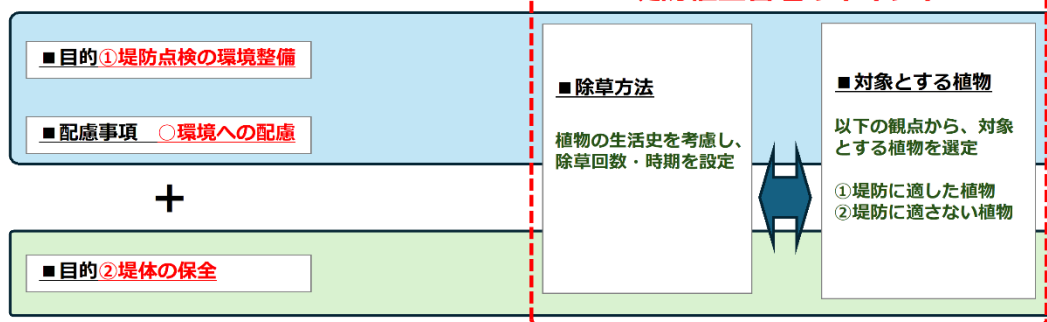 ■目的①堤防点検の環境整備
■配慮事項　○環境への配慮
＋
■目的②堤体の保全
■除草方法
植物の生活史を考慮し、
除草回数・時期を設定
■対象とする植物
以下の観点から、対象
とする植物を選定
①堤防に適した植物
②堤防に適さない植物